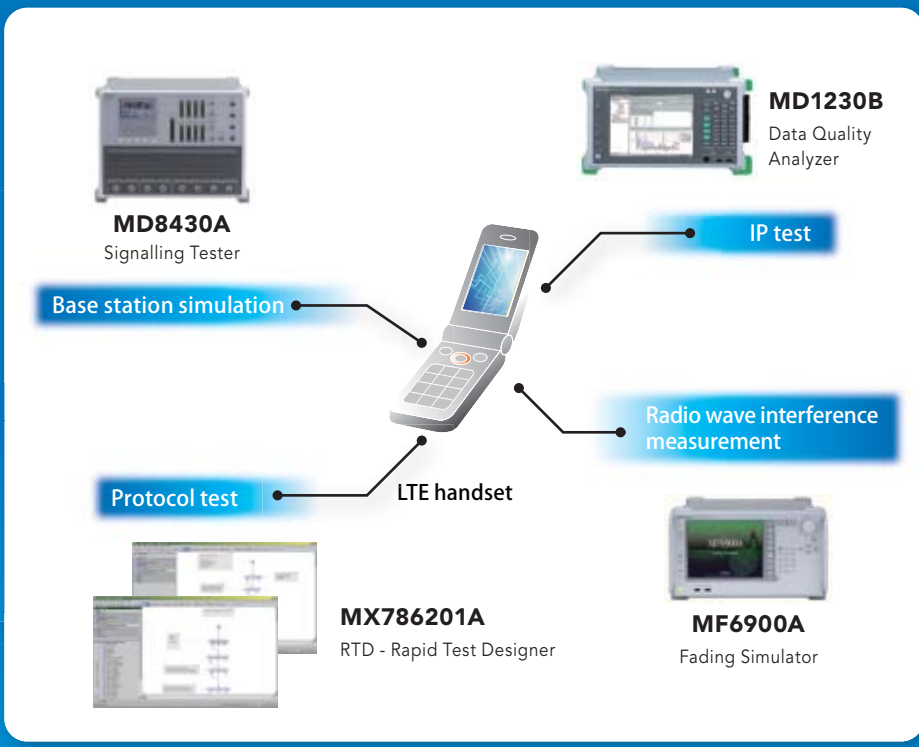 MD8430A
Signalling Tester
MD1230B
Data Quality
Analyzer
IP test
Base station simulation
Radio wave interference
measurement
Protocol test
LTE handset
MX786201A
RTD - Rapid Test Designer
MF6900A
Fading Simulator